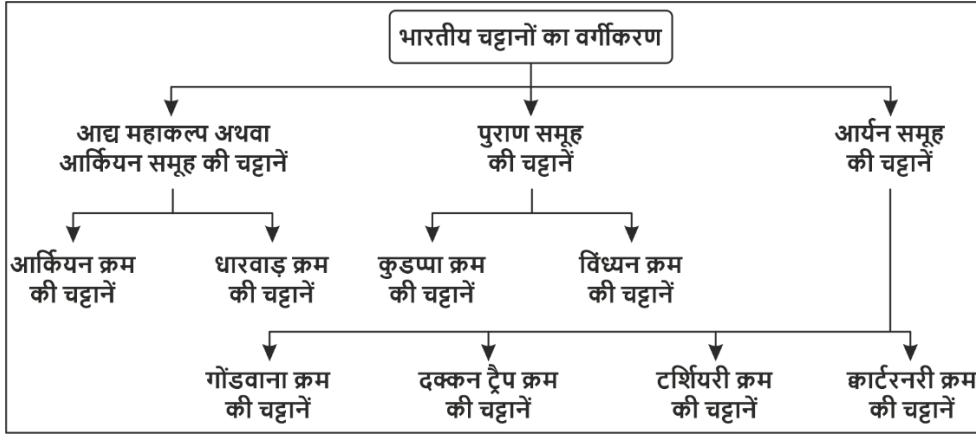 भारतीय चट्टानों का वर्गीकरण
आद्य महाकल्प अथवा
आर्कियन समूह की चट्टानें
पुराण समूह
की चट्टानें
आर्यन समूह
की चट्टानें
आर्कियन क्रम
की चट्टानें
धारवाड़ क्रम
की चट्टानें
कुडप्पा क्रम
की चट्टानें
विंध्यन क्रम
की चट्टानें
गोंडवाना क्रम
की चट्टानें
दक्कन ट्रैप क्रम
की चट्टानें
टर्शियरी क्रम
की चट्टानें
क्वार्टरनरी क्रम
की चट्टानें